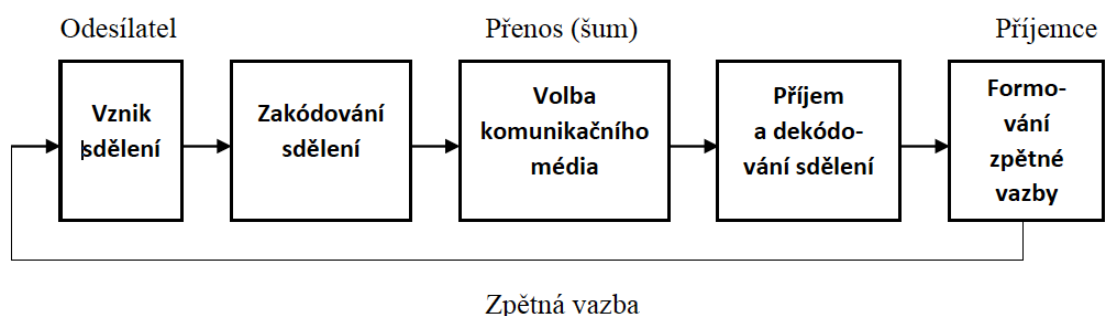 Odesílatel
Přenos (šum)
Příjemce
Vznik
sdělení
Zakódování
sdělení
Volba
komunikačního
média
Příjem
a dekódo-
vání sdělení
Formo-
vání
zpětné
vazby
Zpětná vazba